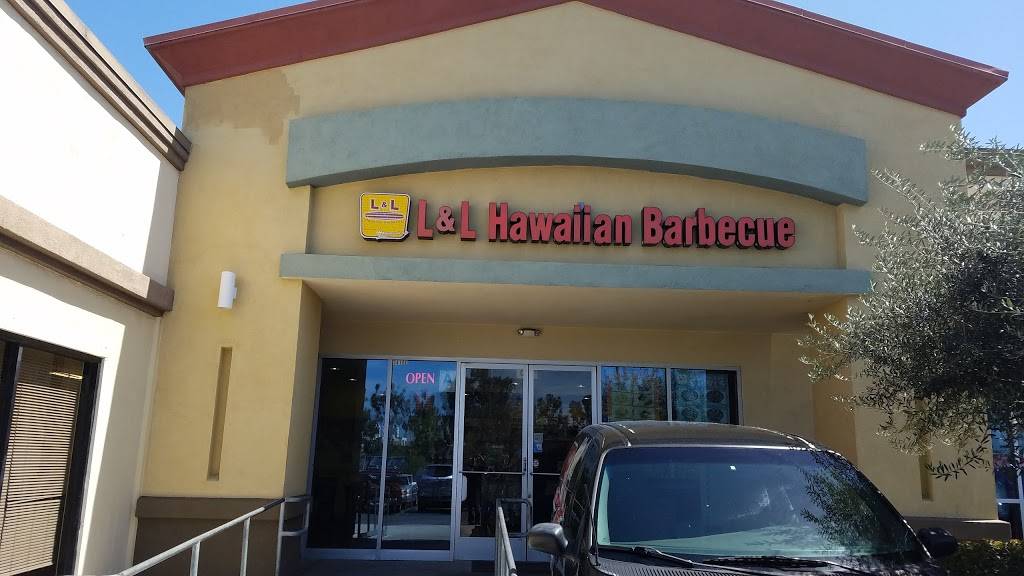 L & L
L&L Hawaiian Barbecue
OPEN